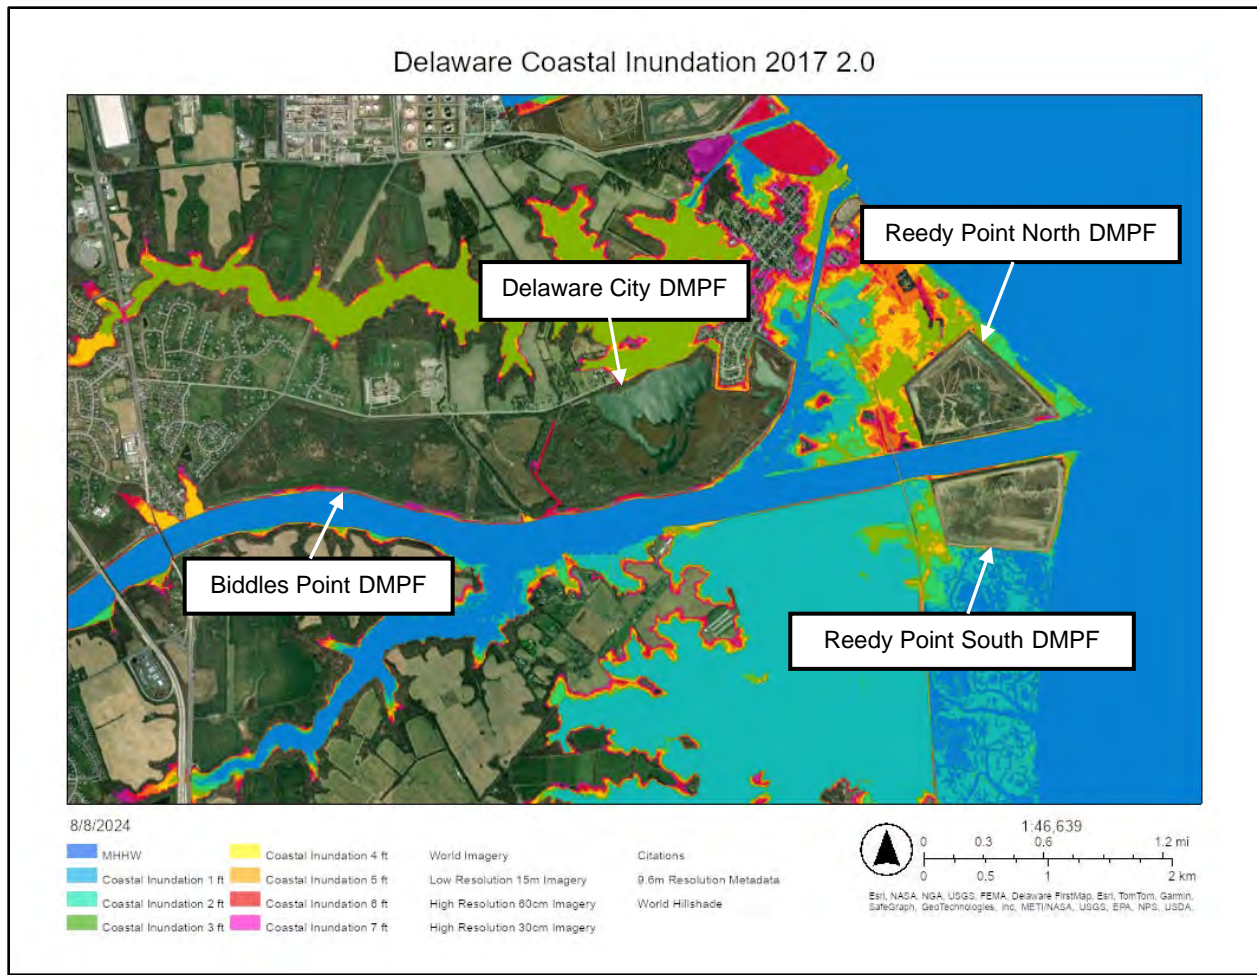 Delaware Coastal Inundation 2017 2.0
Reedy Point North DMPF
Delaware City DMPF
Biddles Point DMPF
Reedy Point South DMPF
8/8/2024
MHHW
Coastal Inundation 1 ft
Coastal Inundation 2 ft
Coastal Inundation 3 ft
Coastal Inundation 4 ft
Coastal Inundation 5 ft
Coastal Inundation 6 ft
Coastal Inundation 7 ft
World Imagery
Low Resolution 15m Imagery
High Resolution 60cm Imagery
High Resolution 30cm Imagery
Citations
9.6m Resolution Metadata
World Hillshade
1:46,639
0 0.3 0.6 1.2 mi
0 0.5 1 2 km
Esri, NASA, NGA, USGS, FEMA, Delaware FirstMap, Esri, TomTom, Garmin,
SafeGraph, GeoTechnologies, Inc, METI/NASA, USGS, EPA, NPS, USDA,